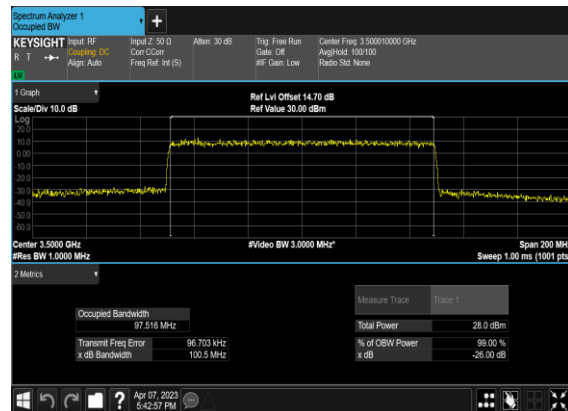 Spectrum Analyzer 1
Occupied BW
+
KEYSIGHT
R T
LV
Input: RF
Coupling: DC
Align: Auto
Input Z: 50 Ω
Corr CCorr
Freq Ref: Int (S)
Atten: 30 dB
Trig: Free Run
Gate: Off
#IF Gain: Low
Center Freq: 3.500010000 GHz
Avg|Hold: 100/100
Radio Std: None
1 Graph
Scale/Div 10.0 dB
Ref Lvl Offset 14.70 dB
Ref Value 30.00 dBm
Log
20.0
10.0
0.00
-10.0
-20.0
-30.0
-40.0
-50.0
-60.0
Center 3.5000 GHz
#Res BW 1.0000 MHz
#Video BW 3.0000 MHz*
Span 200 MH
Sweep 1.00 ms (1001 pts
2 Metrics
Measure Trace
Trace 1
Occupied Bandwidth
97.516 MHz
Total Power
28.0 dBm
Transmit Freq Error
96.703 kHz
% of OBW Power
99.00 %
x dB Bandwidth
100.5 MHz
x dB
-26.00 dB
?
Apr 07, 2023
5:42:57 PM